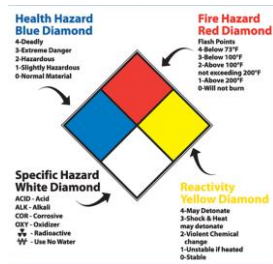 Health Hazard
Blue Diamond
4-Deadly
3-Extreme Danger
2-Hazardous
1-Slightly Hazardous
0-Normal Material
Fire Hazard
Red Diamond
Flash Points
4-Below 73°F
3-Below 100°F
2-Above 100°F
not exceeding 200°F
1-Above 200°F
0-Will not burn
Specific Hazard
White Diamond
ACID - Acid
ALK - Alkali
COR - Corrosive
OXY - Oxidizer
- Radioactive
W - Use No Water
Reactivity
Yellow Diamond
4-May Detonate
3-Shock & Heat
may detonate
2-Violent Chemical
change
1-Unstable if heated
0-Stable